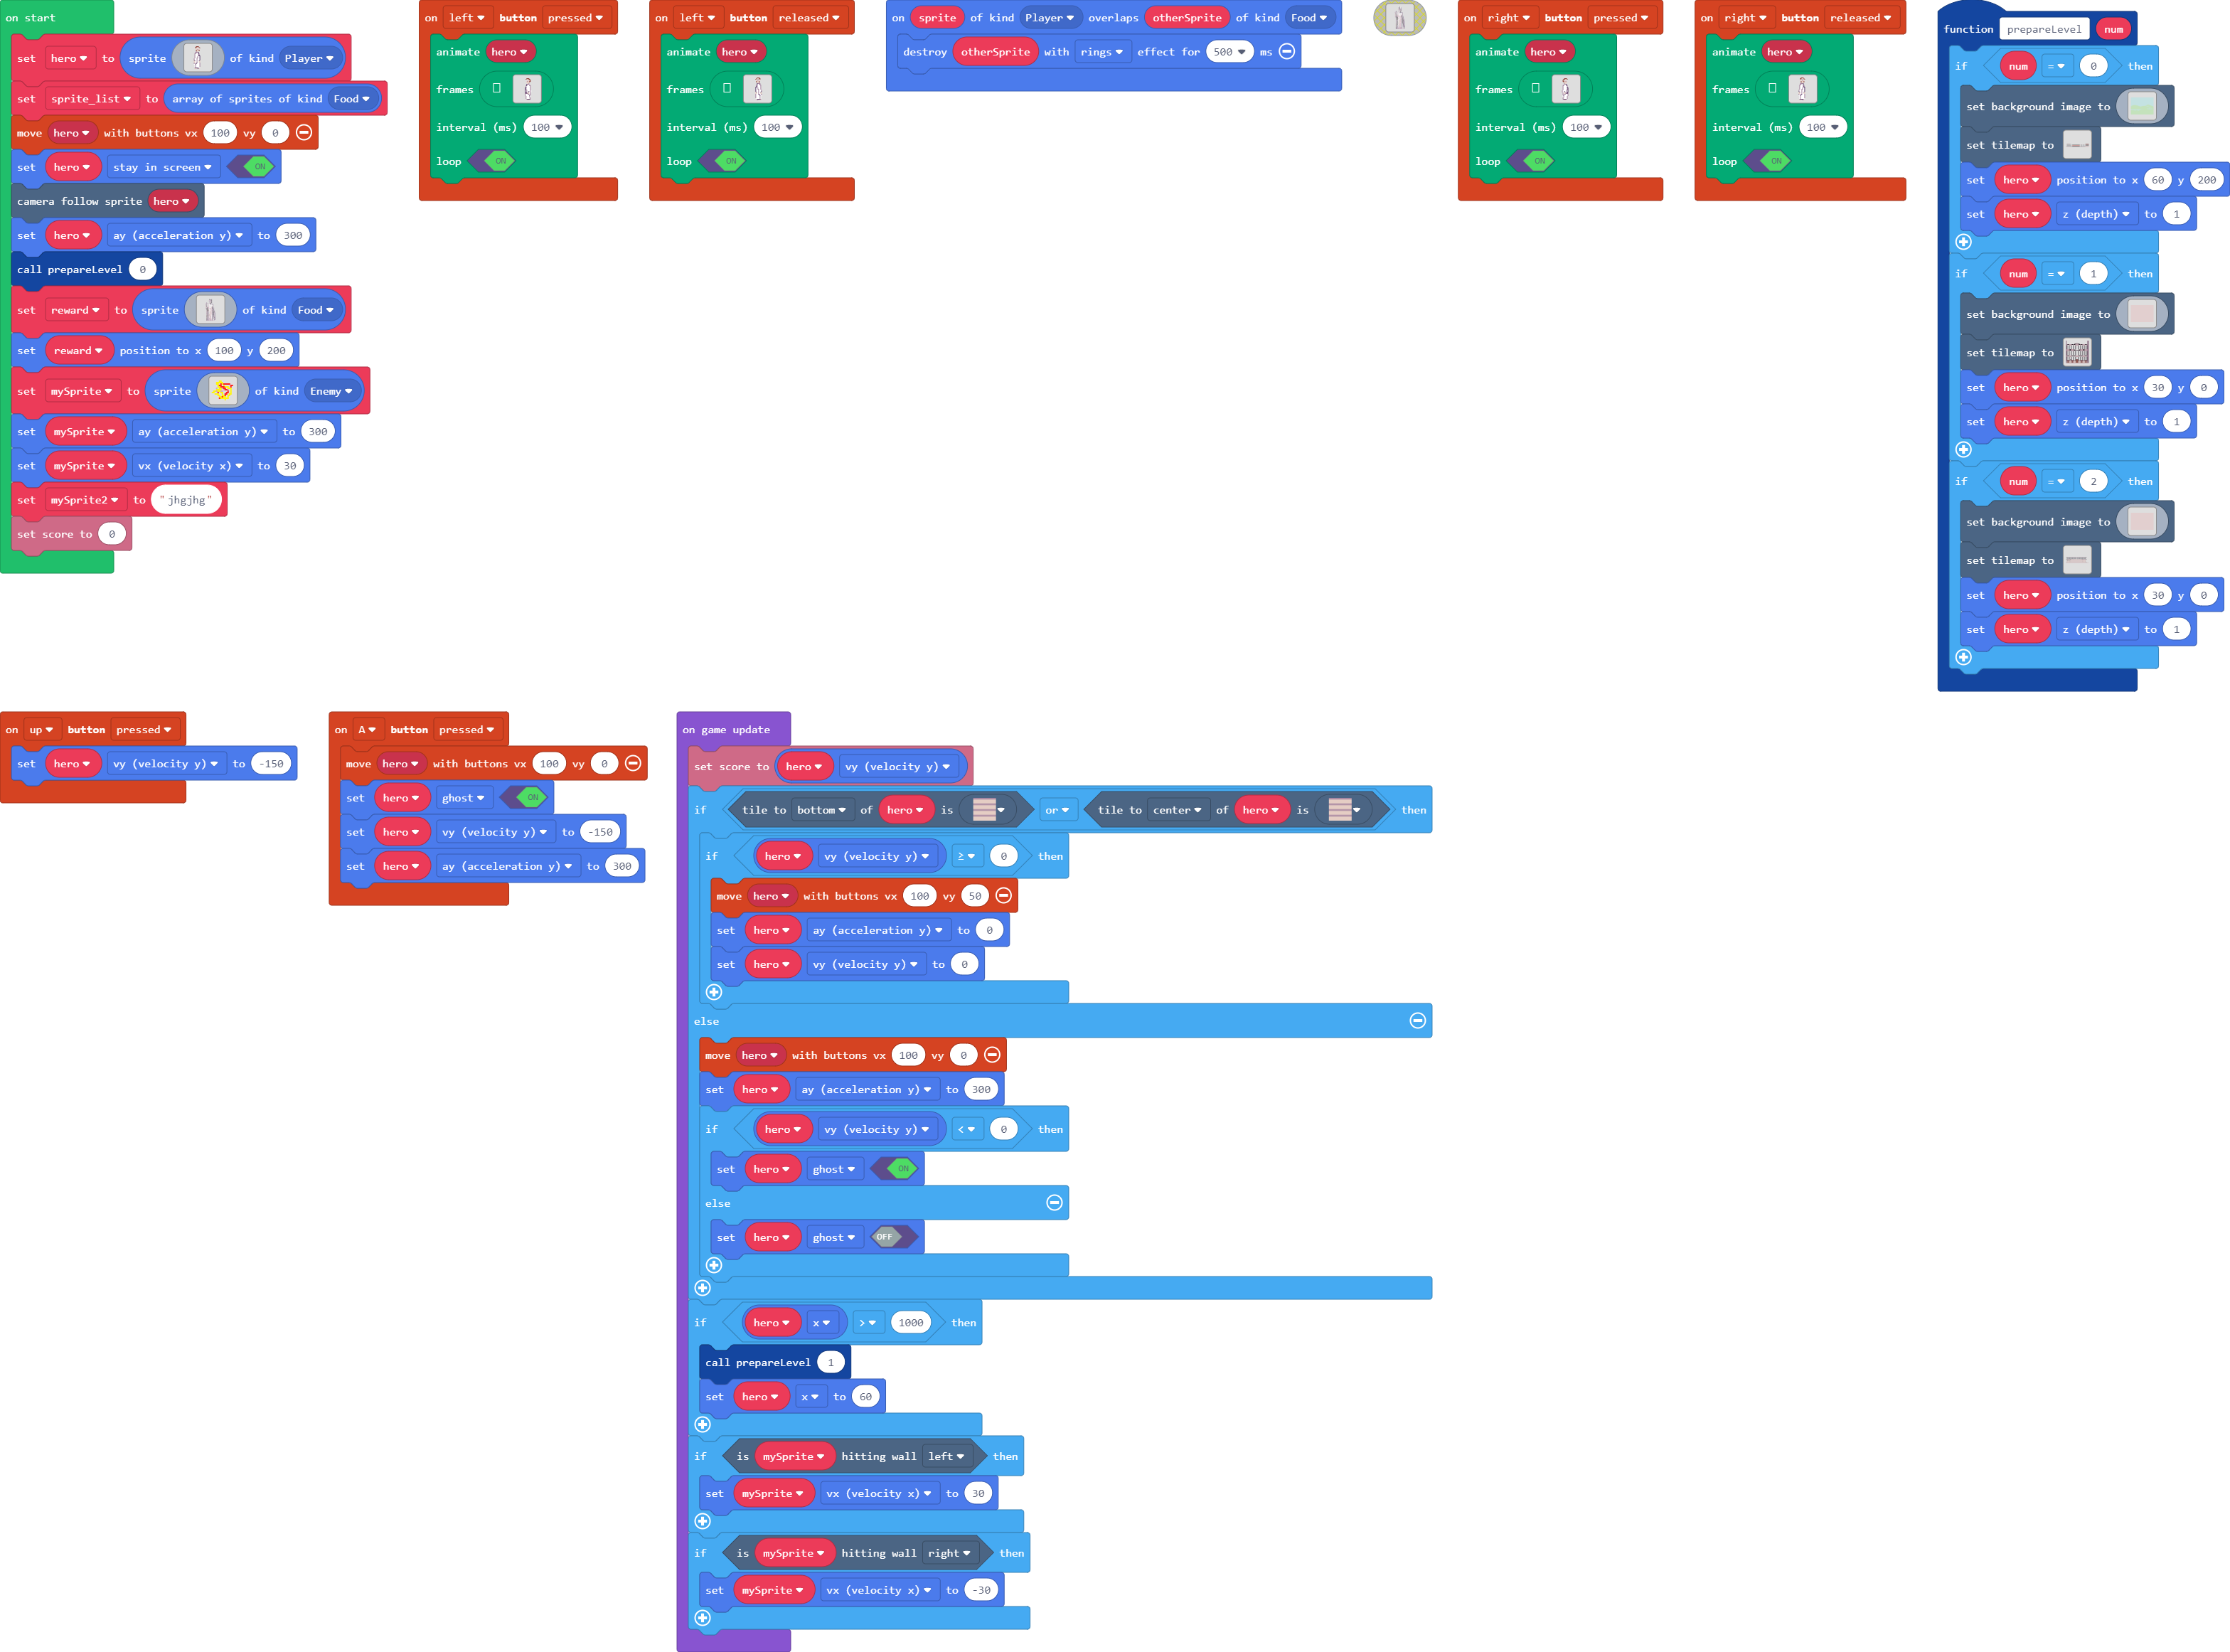 on start
set hero to sprite of kind Player
set sprite_list to array of sprites of kind Food
move hero with buttons vx 100 vy 0
set hero stay in screen ON
camera follow sprite hero
set hero ay (acceleration y) to 300
call prepareLevel 0
set reward to sprite of kind Food
set reward position to x 100 y 200
set mySprite to sprite of kind Enemy
set mySprite ay (acceleration y) to 300
set mySprite vx (velocity x) to 30
set mySprite2 to "jhgjhg"
set score to 0
on left button pressed
animate hero
frames
interval (ms) 100
loop ON
on left button released
animate hero
frames
interval (ms) 100
loop ON
on sprite of kind Player overlaps otherSprite of kind Food
destroy otherSprite with rings effect for 500 ms
on right button pressed
animate hero
frames
interval (ms) 100
loop ON
on right button released
animate hero
frames
interval (ms) 100
loop ON
function prepareLevel num
if num = 0 then
set background image to
set tilemap to
set hero position to x 60 y 200
set hero z (depth) to 1
if num = 1 then
set background image to
set tilemap to
set hero position to x 30 y 0
set hero z (depth) to 1
if num = 2 then
set background image to
set tilemap to
set hero position to x 30 y 0
set hero z (depth) to 1
on up button pressed
set hero vy (velocity y) to -150
on A button pressed
move hero with buttons vx 100 vy 0
set hero ghost ON
set hero vy (velocity y) to -150
set hero ay (acceleration y) to 300
on game update
set score to hero vy (velocity y)
if tile to bottom of hero is or tile to center of hero is then
if hero vy (velocity y) ≥ 0 then
move hero with buttons vx 100 vy 50
set hero ay (acceleration y) to 0
set hero vy (velocity y) to 0
else
move hero with buttons vx 100 vy 0
set hero ay (acceleration y) to 300
if hero vy (velocity y) < 0 then
set hero ghost ON
else
set hero ghost OFF
if hero x > 1000 then
call prepareLevel 1
set hero x to 60
if is mySprite hitting wall left then
set mySprite vx (velocity x) to 30
if is mySprite hitting wall right then
set mySprite vx (velocity x) to -30